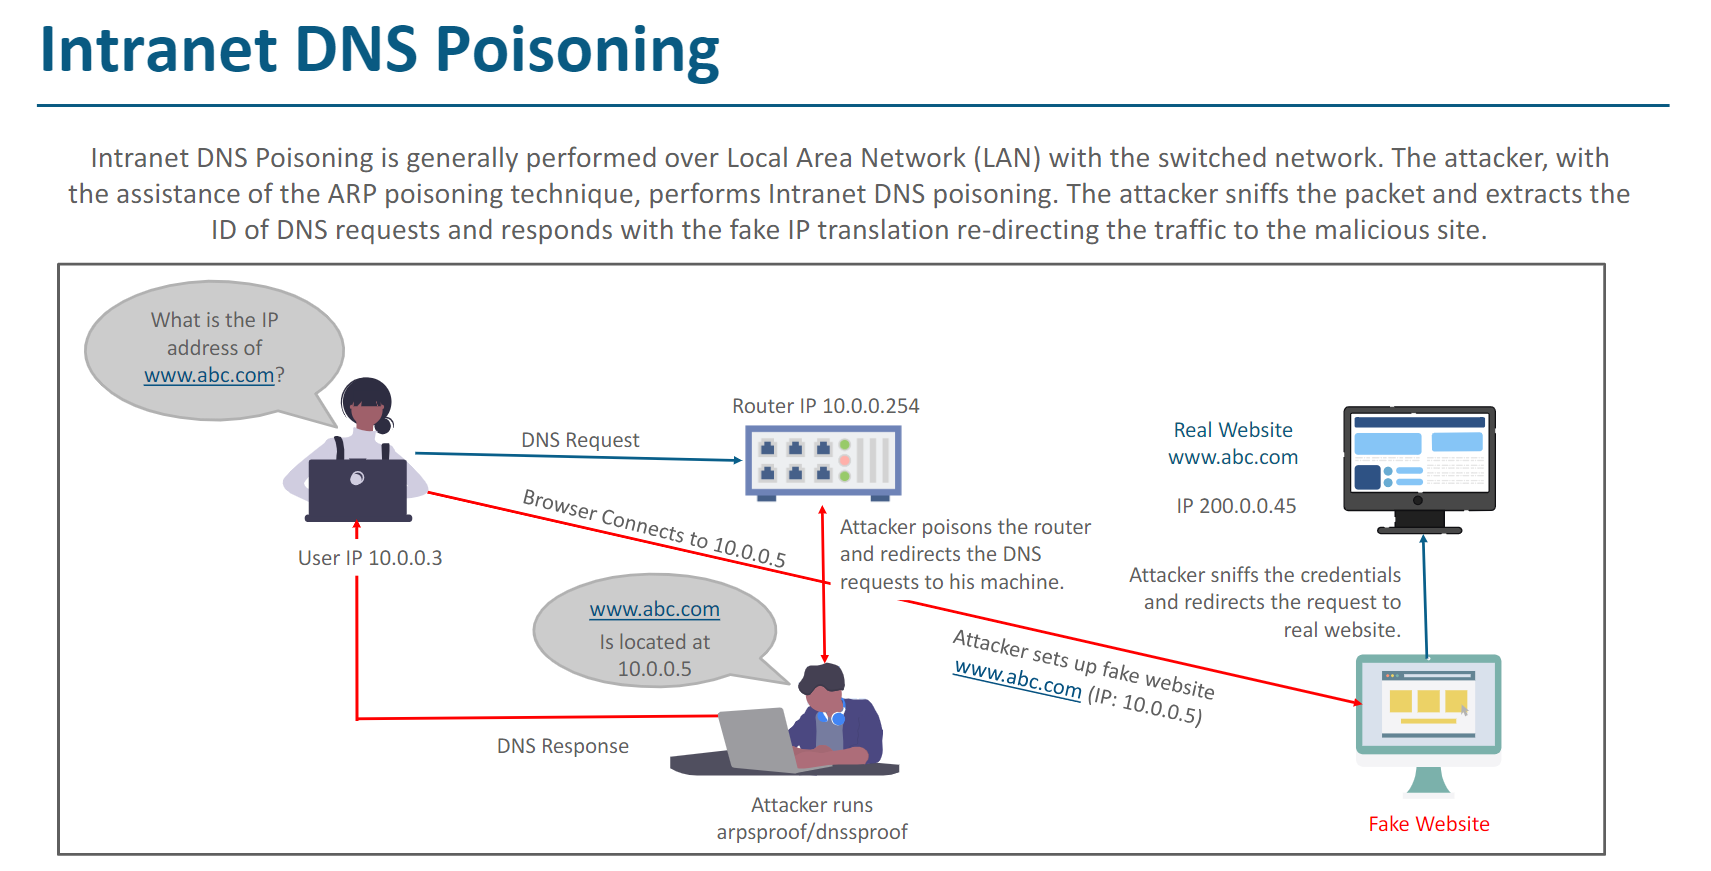 Intranet DNS Poisoning
Intranet DNS Poisoning is generally performed over Local Area Network (LAN) with the switched network. The attacker, with
the assistance of the ARP poisoning technique, performs Intranet DNS poisoning. The attacker sniffs the packet and extracts the
ID of DNS requests and responds with the fake IP translation re-directing the traffic to the malicious site.
What is the IP
address of
www.abc.com?
Router IP 10.0.0.254
DNS Request
Real Website
www.abc.com
IP 200.0.0.45
Browser Connects to 10.0.0.5
Attacker poisons the router
and redirects the DNS
requests to his machine.
User IP 10.0.0.3
Attacker sniffs the credentials
and redirects the request to
real website.
www.abc.com
Is located at
10.0.0.5
Attacker sets up fake website
www.abc.com (IP: 10.0.0.5)
DNS Response
Attacker runs
arpsproof/dnssproof
Fake Website